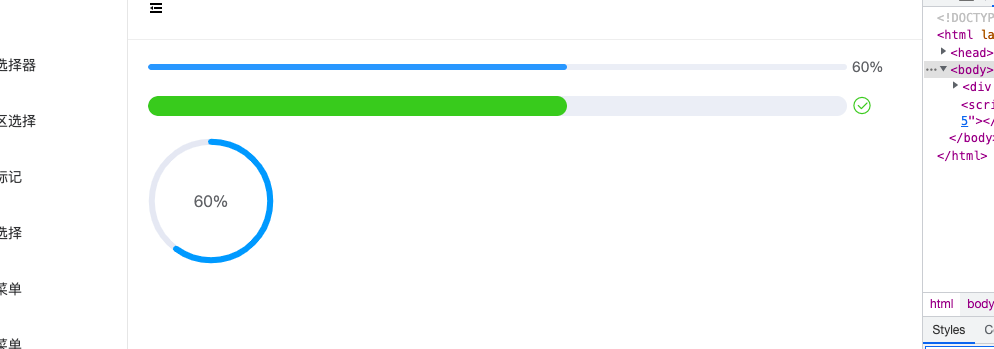 选择器
区选择
标记
选择
菜单
菜单
60%
60%
<!DOCTYP
<html la
<head>
<body>
<div
<scri
5"></
</body>
</html>
html
body
Styles